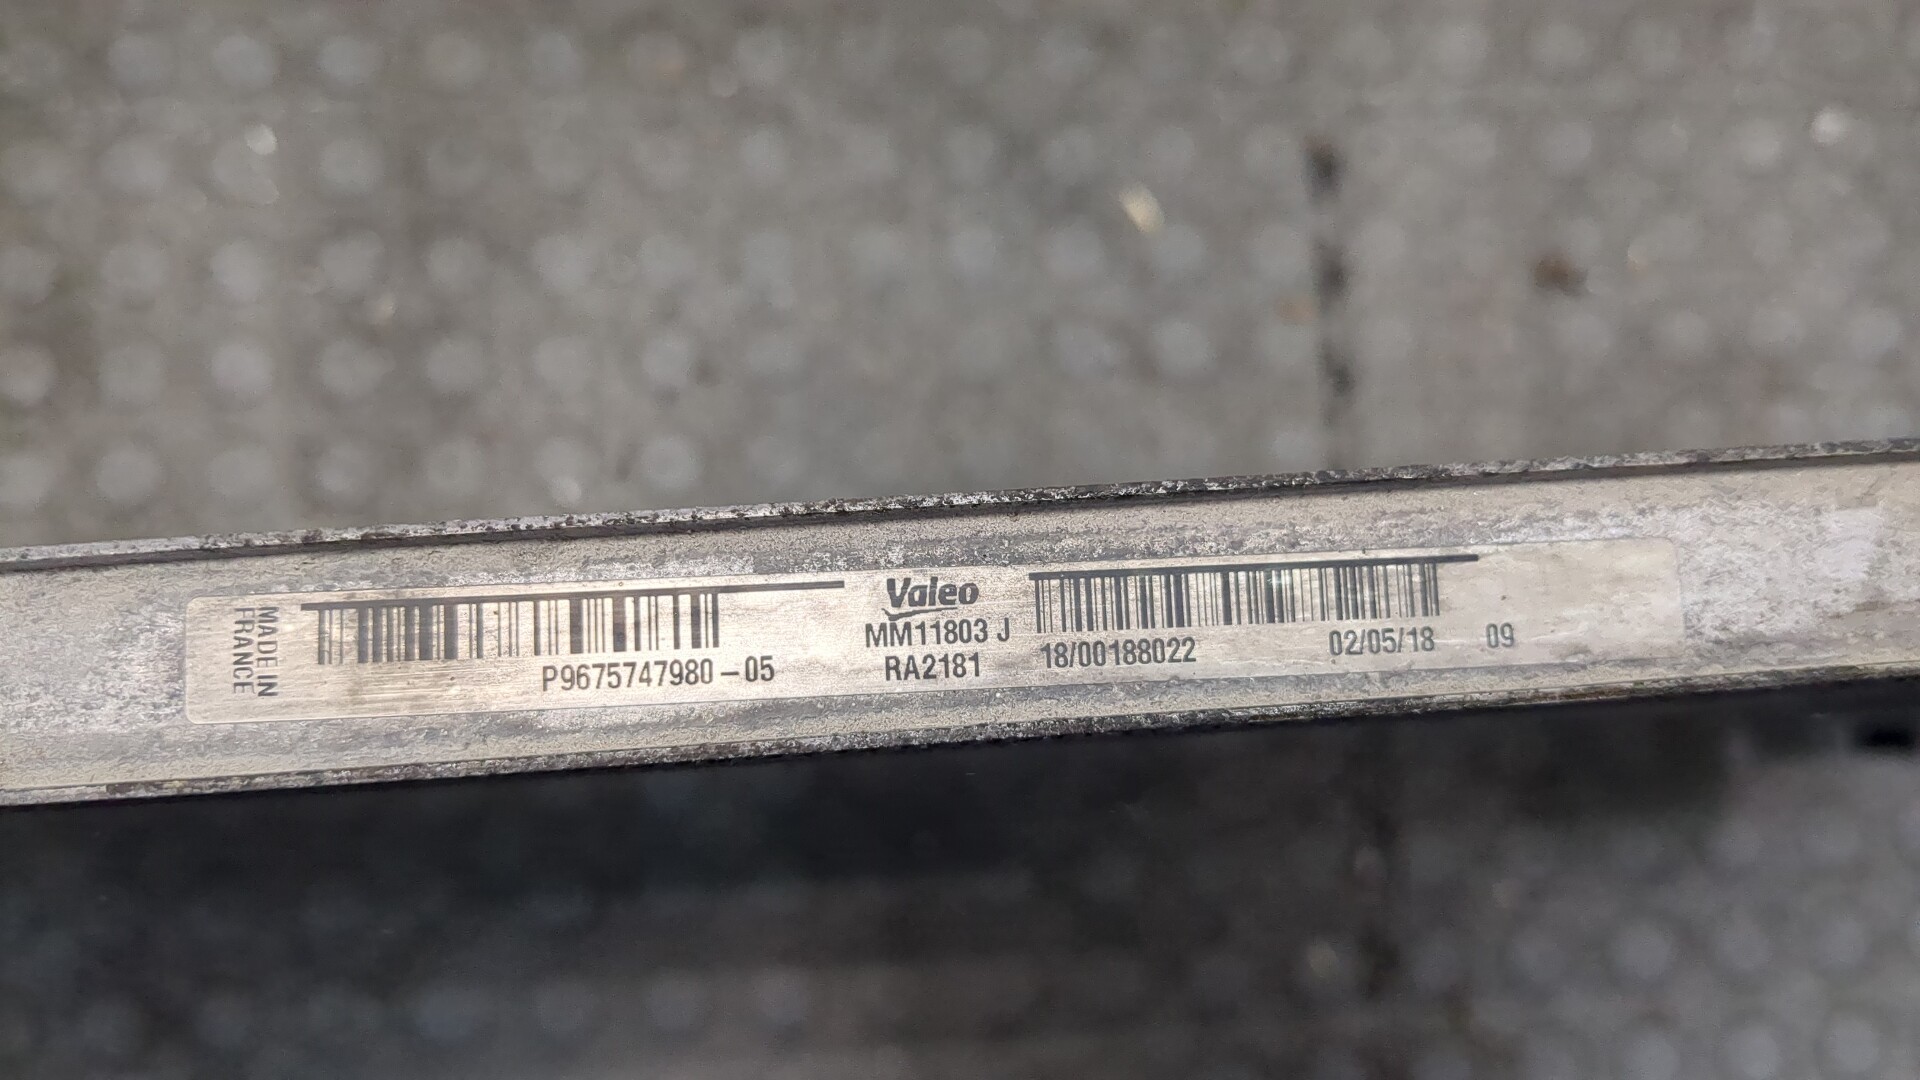 MADE IN
FRANCE
P9675747980-05
Valeo
MM11803 J
RA2181
18/00188022 02/05/18 09